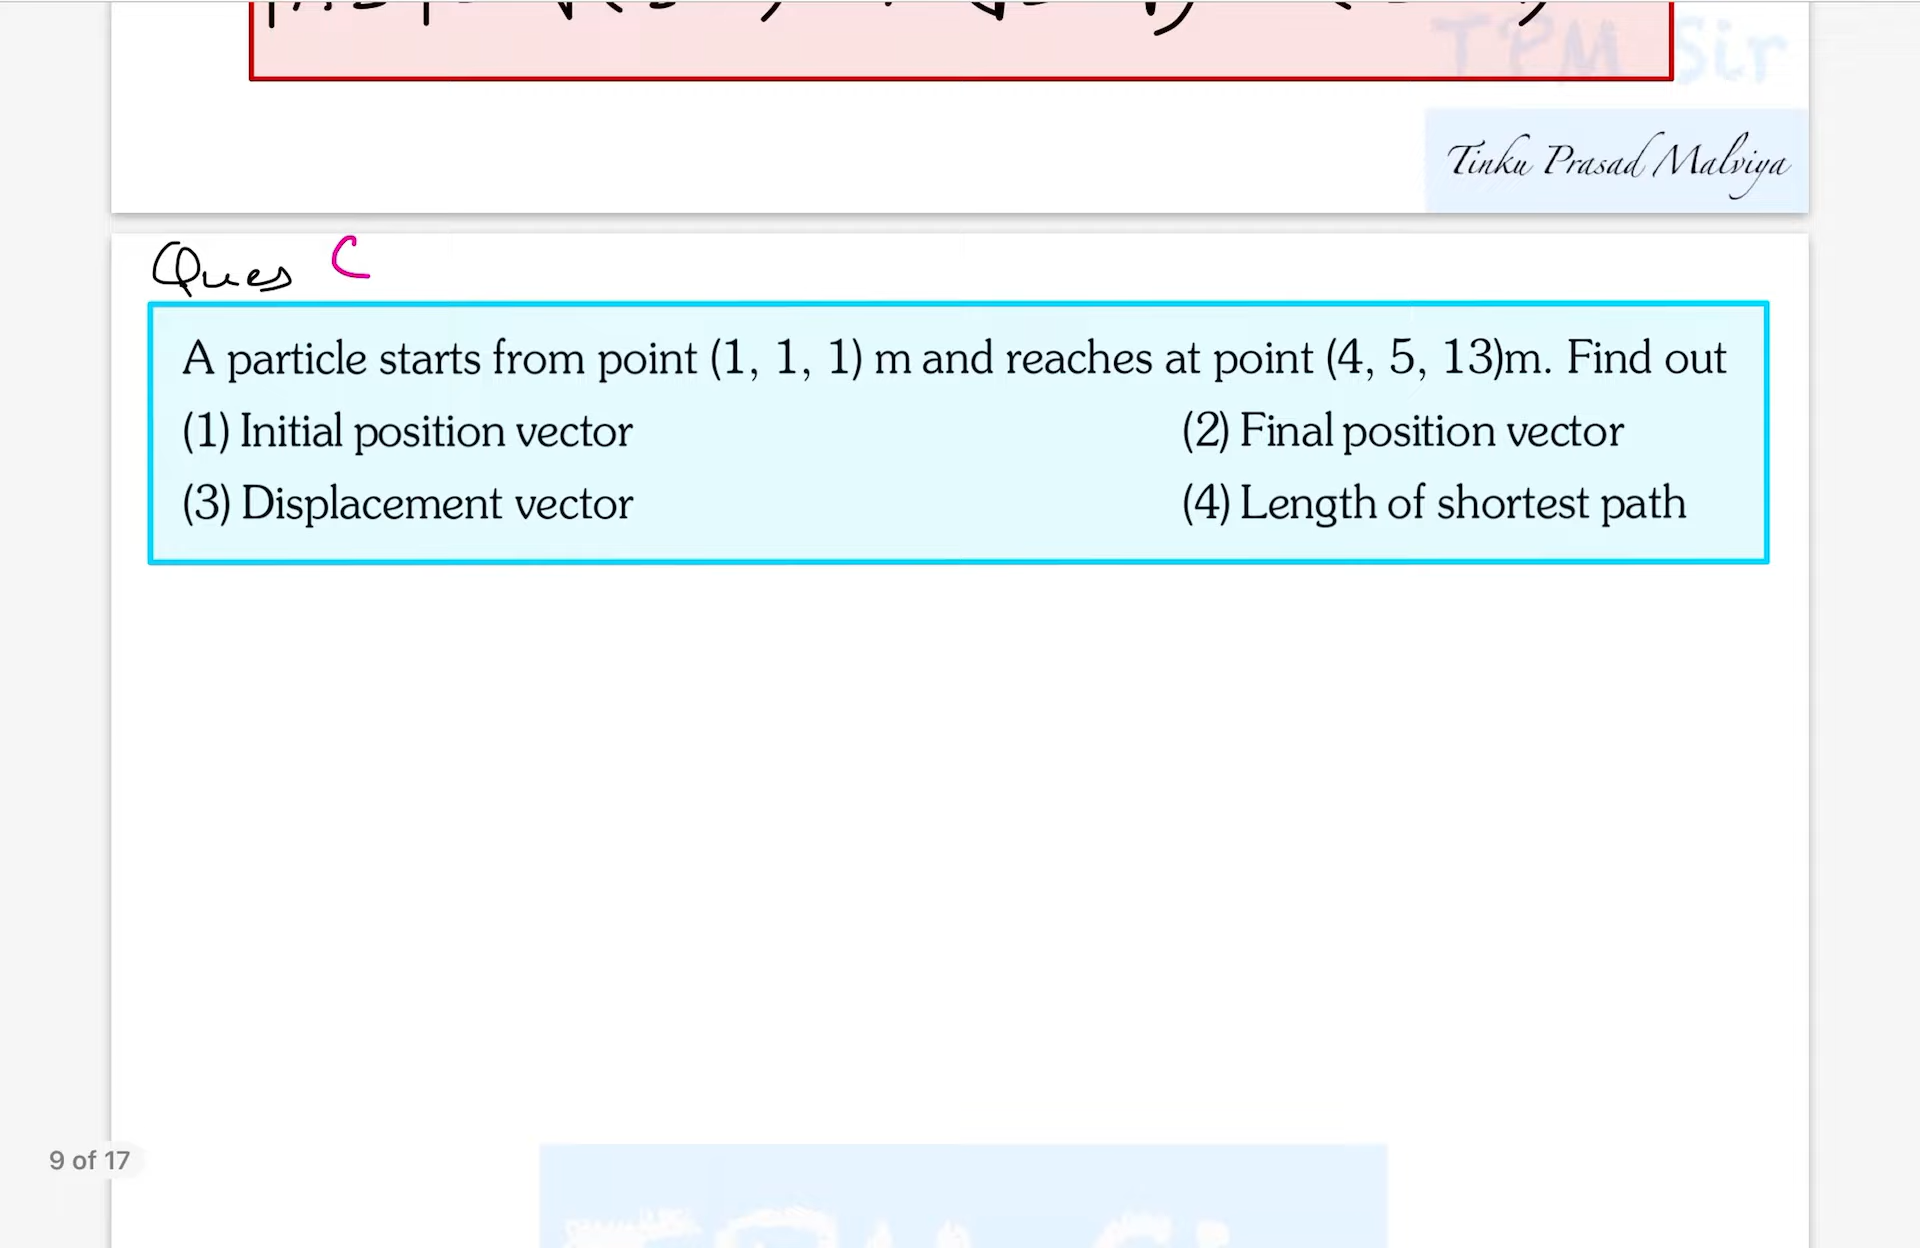 TPM Sir
Tinku Prasad Malviya
Ques C
A particle starts from point (1, 1, 1) m and reaches at point (4, 5, 13)m. Find out
(1) Initial position vector (2) Final position vector
(3) Displacement vector (4) Length of shortest path
9 of 17